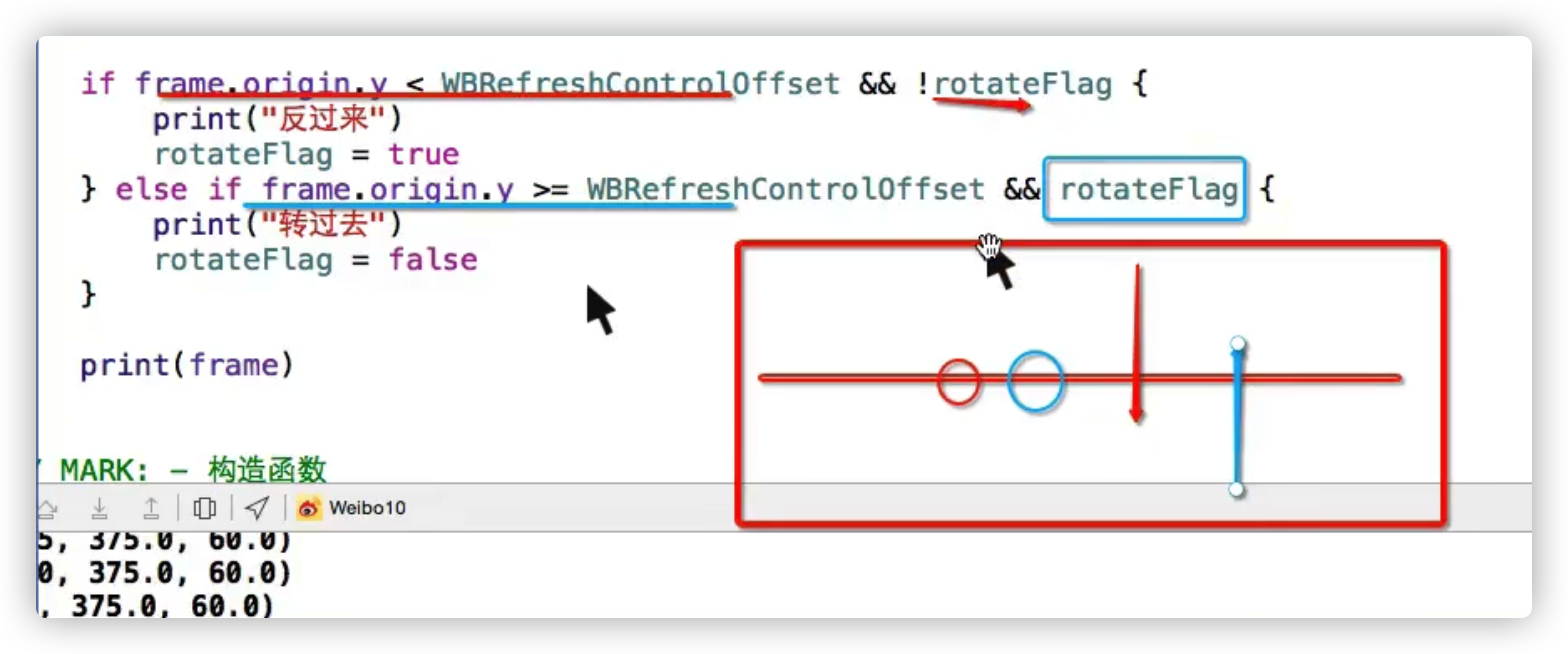 if frame.origin.y < WBRefreshControlOffset && !rotateFlag {
print("反过来")
rotateFlag = true
} else if frame.origin.y >= WBRefreshControlOffset && rotateFlag {
print("转过去")
rotateFlag = false
}
print(frame)
MARK: - 构造函数
Weibo10
5, 375.0, 60.0)
0, 375.0, 60.0)
, 375.0, 60.0)